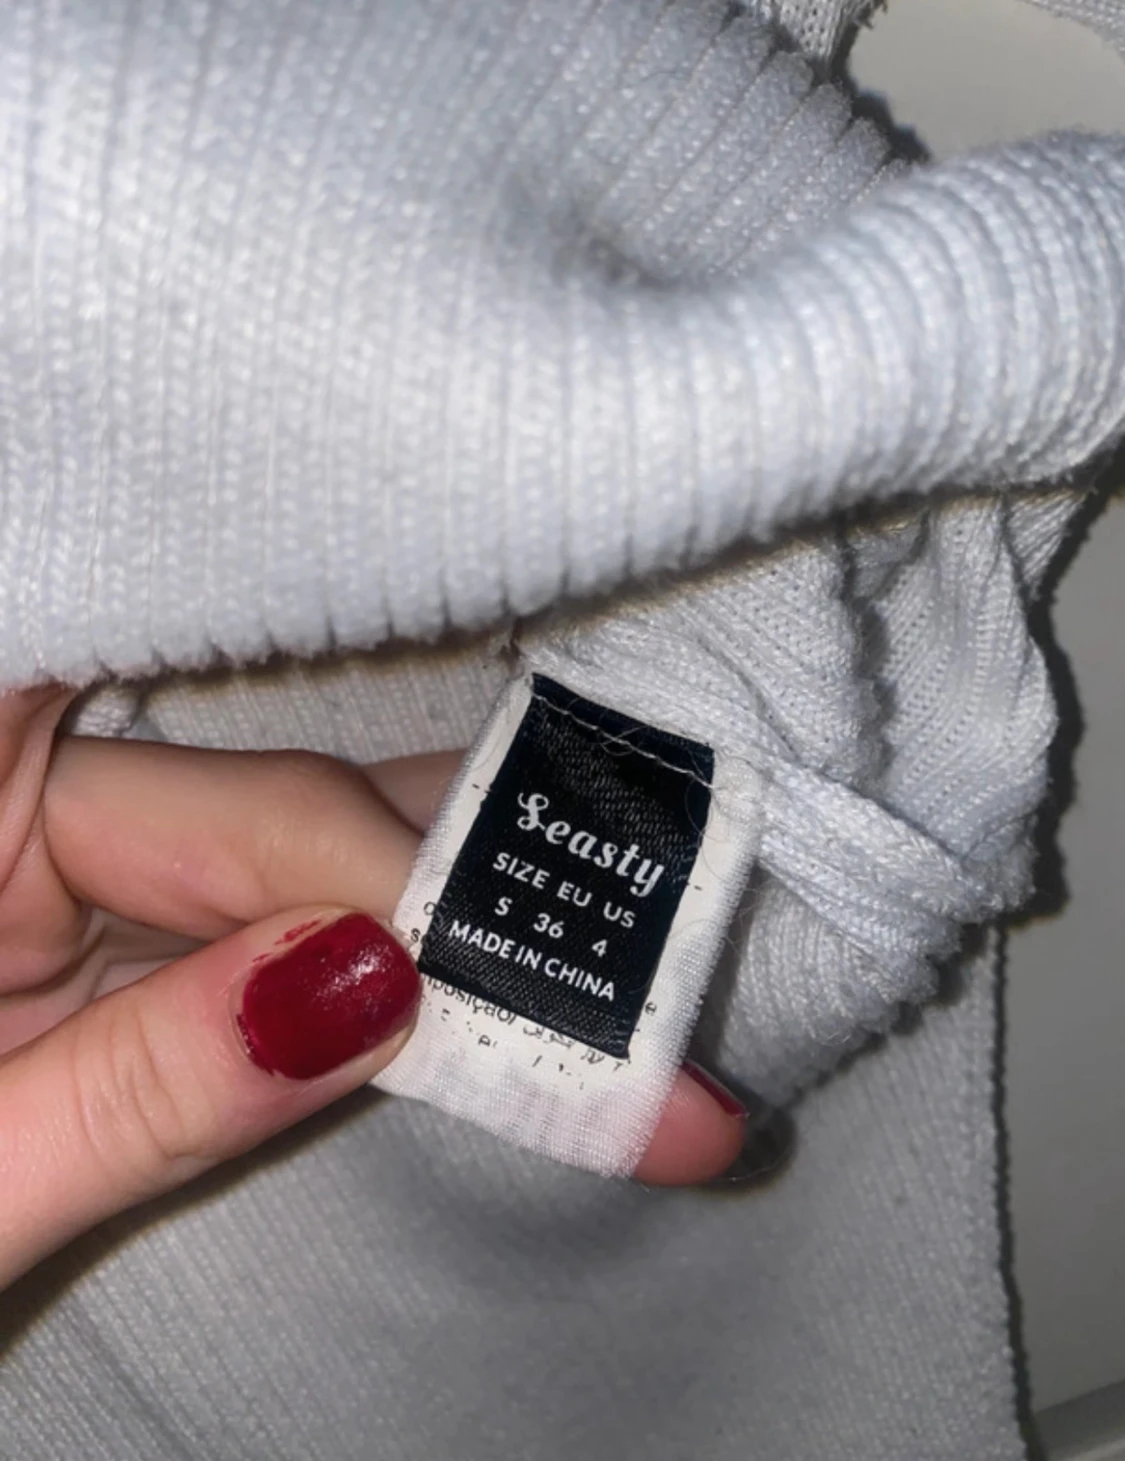 Seasty
SIZE EU US
S 36 4
MADE IN CHINA